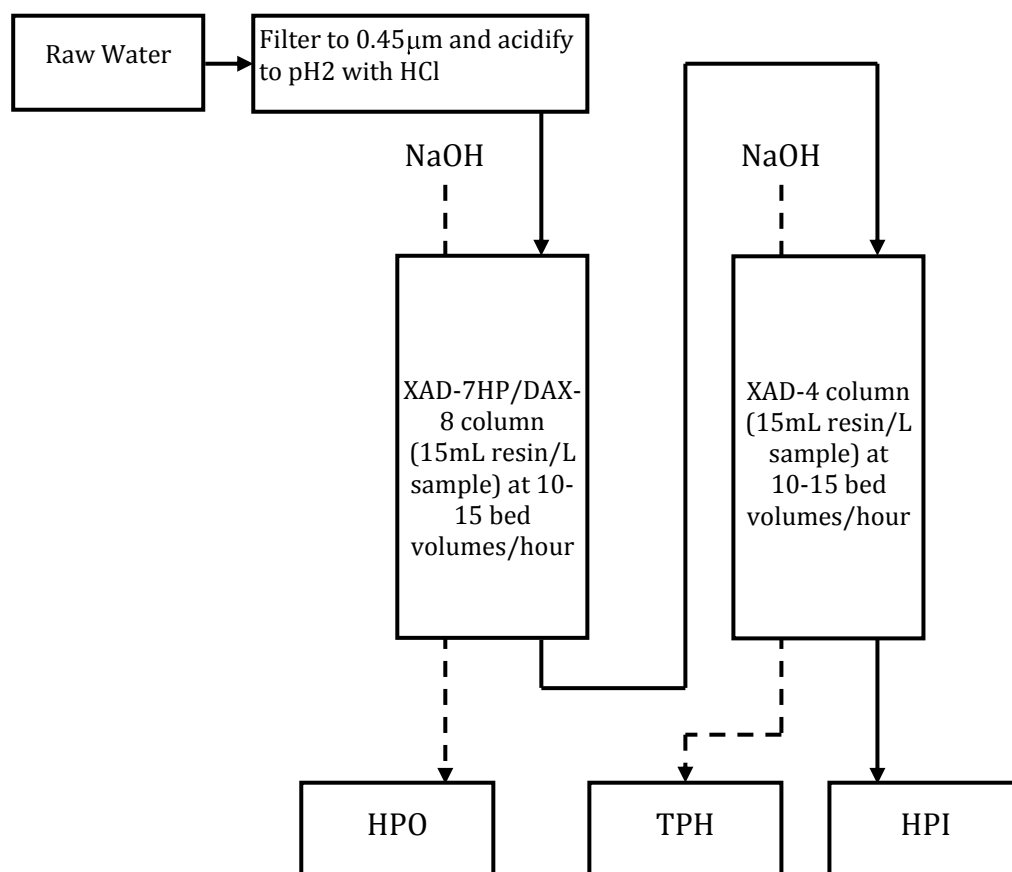 Raw Water
Filter to 0.45μm and acidify
to pH2 with HCl
NaOH
NaOH
XAD-7HP/DAX-
8 column
(15mL resin/L
sample) at 10-
15 bed
volumes/hour
XAD-4 column
(15mL resin/L
sample) at
10-15 bed
volumes/hour
HPO
TPH
HPI